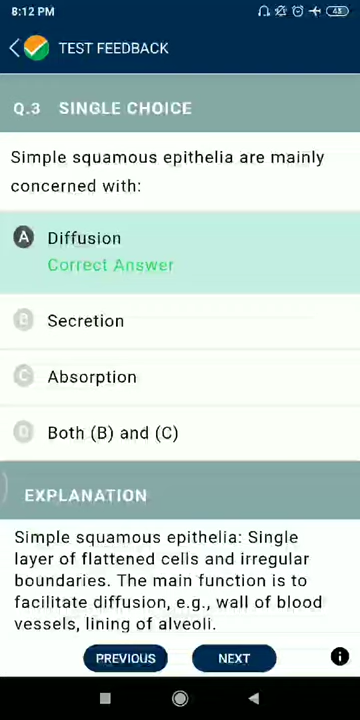 8:12 PM
43
TEST FEEDBACK
Q.3 SINGLE CHOICE
Simple squamous epithelia are mainly
concerned with:
A Diffusion
Correct Answer
B Secretion
C Absorption
D Both (B) and (C)
EXPLANATION
Simple squamous epithelia: Single
layer of flattened cells and irregular
boundaries. The main function is to
facilitate diffusion, e.g., wall of blood
vessels, lining of alveoli.
PREVIOUS NEXT